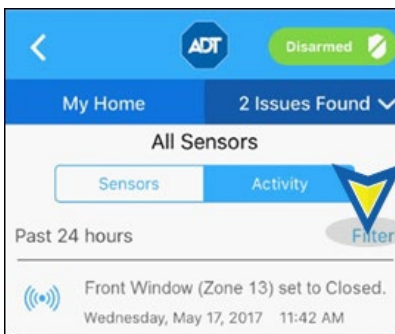 ADT
Disarmed
My Home
2 Issues Found
All Sensors
Sensors
Activity
Past 24 hours
Filter
Front Window (Zone 13) set to Closed.
Wednesday, May 17, 2017 11:42 AM